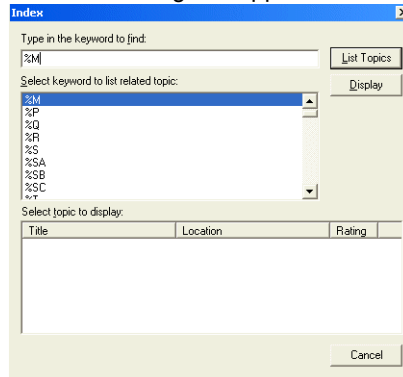 Index
Type in the keyword to find:
%M
List Topics
Select keyword to list related topic:
Display
%M
%P
%Q
%R
%S
%SA
%SB
%SC
Select topic to display:
Title Location Rating
Cancel